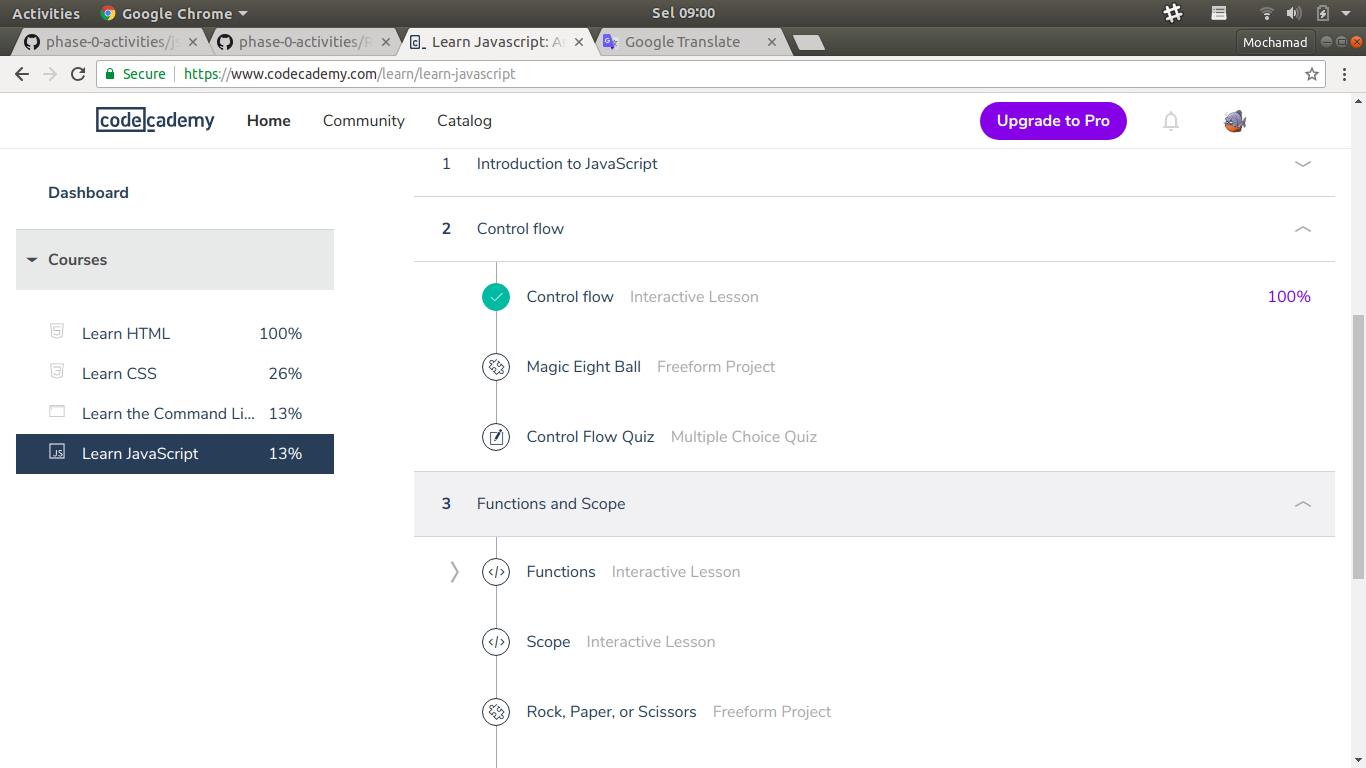 Activities Google Chrome Sel 09:00
phase-0-activities/js phase-0-activities/R Learn Javascript: Ar Google Translate Mochamad
Secure https://www.codecademy.com/learn/learn-javascript
codecademy Home Community Catalog Upgrade to Pro
1 Introduction to JavaScript
Dashboard
2 Control flow
Courses
Control flow Interactive Lesson 100%
Learn HTML 100%
Magic Eight Ball Freeform Project
Learn CSS 26%
Learn the Command Li... 13%
Control Flow Quiz Multiple Choice Quiz
JS Learn JavaScript 13%
3 Functions and Scope
</> Functions Interactive Lesson
</> Scope Interactive Lesson
Rock, Paper, or Scissors Freeform Project